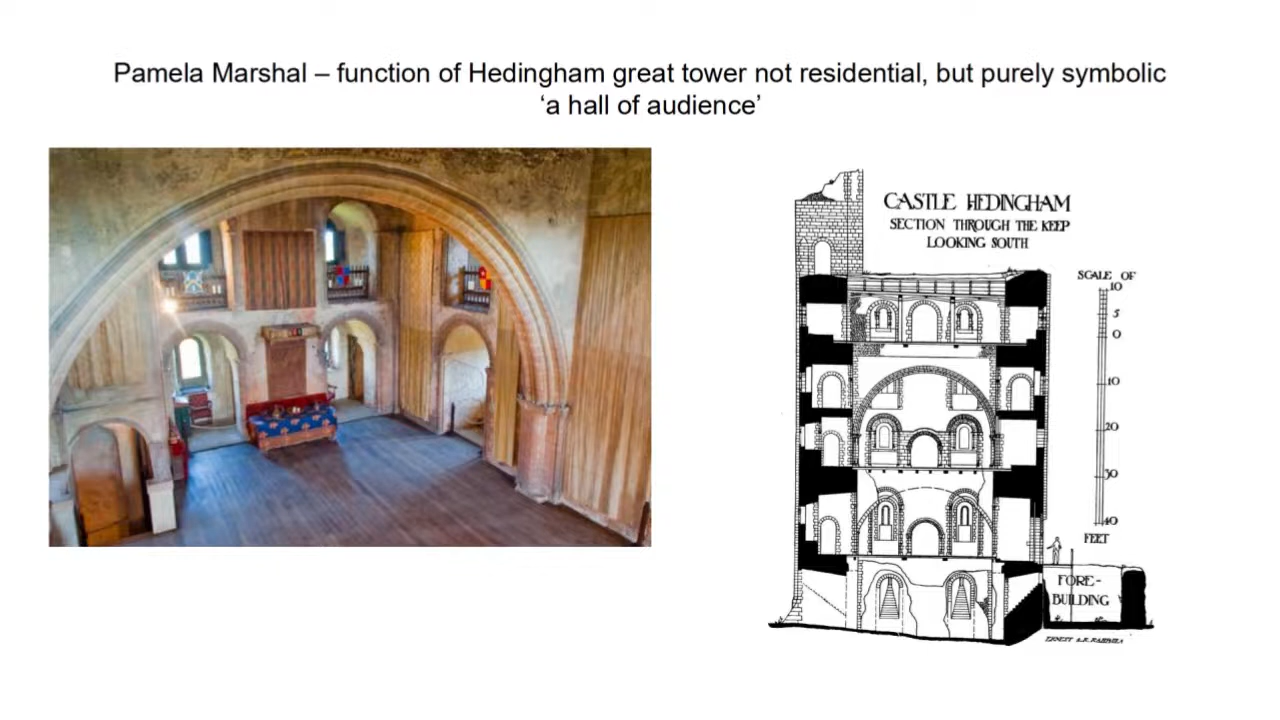 Pamela Marshal – function of Hedingham great tower not residential, but purely symbolic
‘a hall of audience’
CASTLE HEDINGHAM
SECTION THROUGH THE KEEP
LOOKING SOUTH
SCALE OF
10
5
0
10
20
30
40
FEET
FORE-
BUILDING
ERNEST